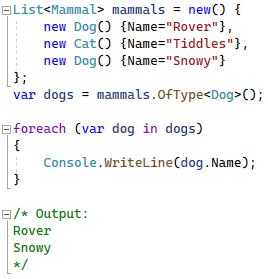 List<Mammal> mammals = new() {
    new Dog() {Name="Rover"},
    new Cat() {Name="Tiddles"},
    new Dog() {Name="Snowy"}
};
var dogs = mammals.OfType<Dog>();

foreach (var dog in dogs)
{
    Console.WriteLine(dog.Name);
}

/* Output:
Rover
Snowy
*/